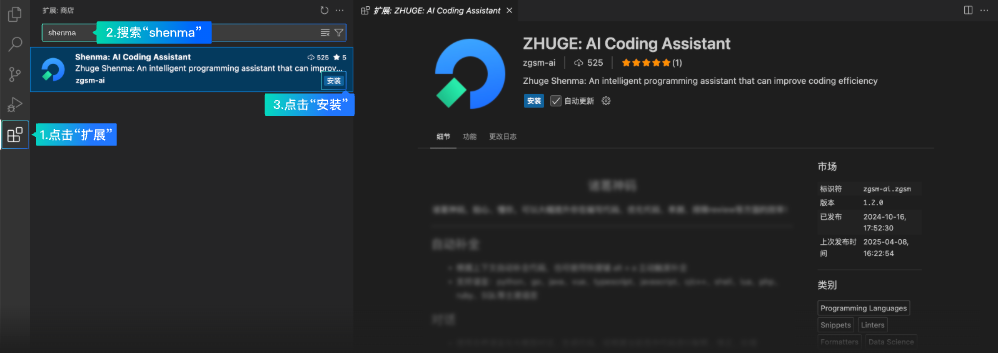 扩展: 商店
shenma
2.搜索“shenma”
Shenma: AI Coding Assistant
525
5
Zhuge Shenma: An intelligent programming assistant that can improv...
zgsm-ai
安装
3.点击“安装”
1.点击“扩展”
扩展: ZHUGE: AI Coding Assistant
ZHUGE: AI Coding Assistant
zgsm-ai
525
(1)
Zhuge Shenma: An intelligent programming assistant that can improve coding efficiency
安装
自动更新
细节 功能 更改日志
自动补全
市场
标识符 zgsm-ai.zgsm
版本 1.2.0
已发布 2024-10-16,
17:52:30
上次发布时 2025-04-08,
间 16:22:54
类别
Programming Languages
Snippets Linters
Formatters Data Science